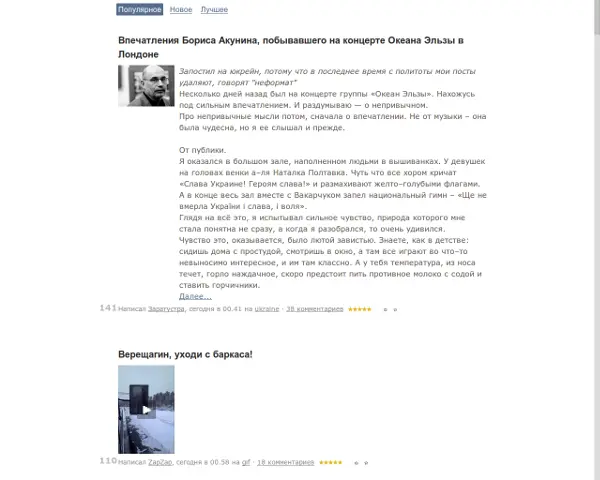 Популярное Новое Лучшее
Впечатления Бориса Акунина, побывавшего на концерте Океана Эльзы в
Лондоне
Запостил на юкрейн, потому что в последнее время с политоты мои посты
удаляют, говорят "неформат"
Несколько дней назад был на концерте группы «Океан Эльзы». Нахожусь
под сильным впечатлением. И раздумываю — о непривычном.
Про непривычные мысли потом, сначала о впечатлении. Не от музыки – она
была чудесна, но я ее слышал и прежде.
От публики.
Я оказался в большом зале, наполненном людьми в вышиванках. У девушек
на головах венки а–ля Наталка Полтавка. Чуть что все хором кричат
«Слава Украине! Героям слава!» и размахивают желто–голубыми флагами.
А в конце весь зал вместе с Вакарчуком запел национальный гимн – «Ще не
вмерла України і слава, і воля».
Глядя на всё это, я испытывал сильное чувство, природа которого мне
стала понятна не сразу, а когда я разобрался, то очень удивился.
Чувство это, оказывается, было лютой завистью. Знаете, как в детстве:
сидишь дома с простудой, смотришь в окно, а там все играют во что–то
невыносимо интересное, и им там классно. А у тебя температура, из носа
течет, горло наждачное, скоро предстоит пить противное молоко с содой и
ставить горчичники.
Далее...
141 Написал Заратустра, сегодня в 00.41 на ukraine · 38 комментариев
Верещагин, уходи с баркаса!
110 Написал ZapZap, сегодня в 00.58 на gif · 18 комментариев